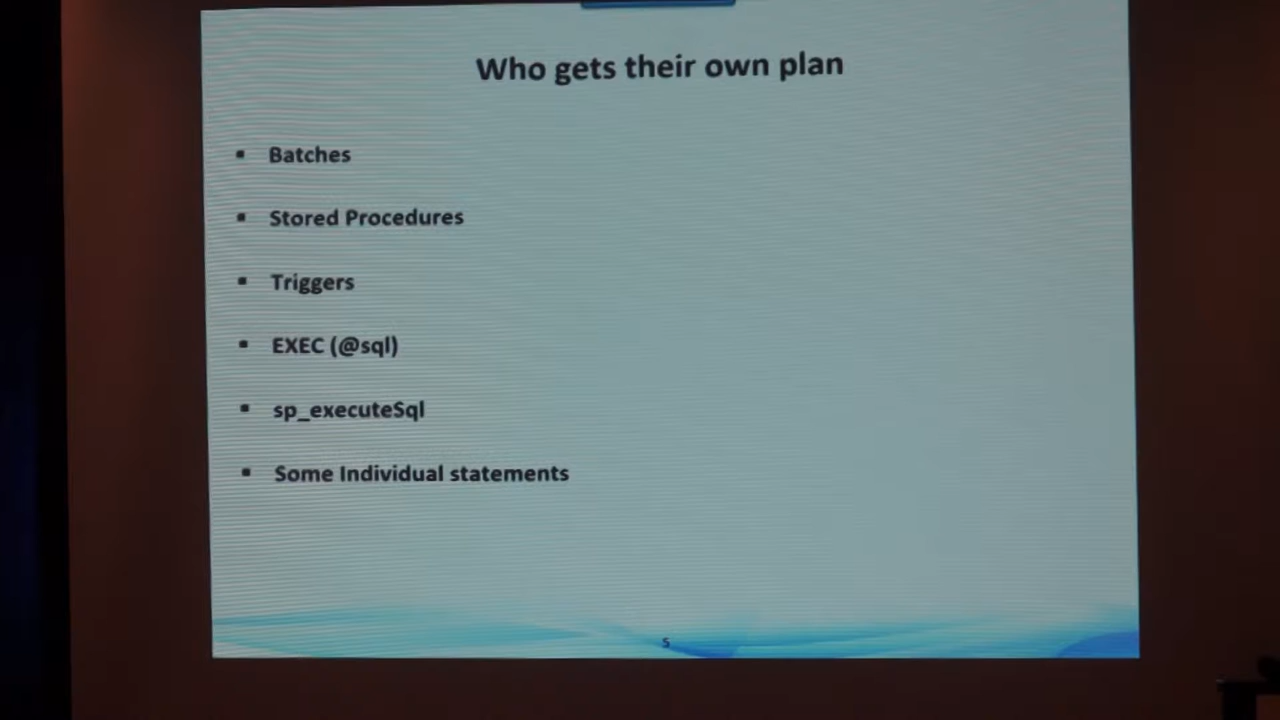 Who gets their own plan
▪ Batches
▪ Stored Procedures
▪ Triggers
▪ EXEC (@sql)
▪ sp_executeSql
▪ Some Individual statements
5